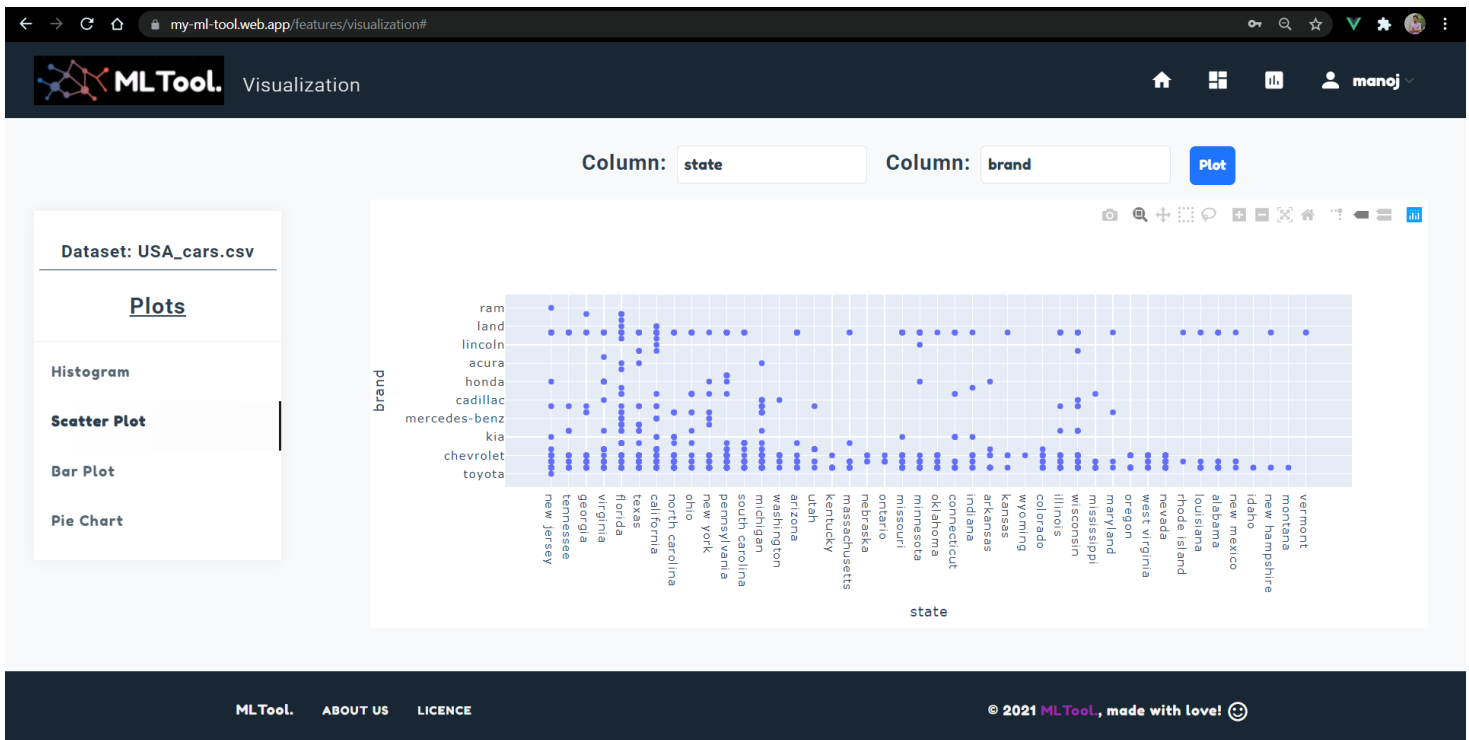 my-ml-tool.web.app/features/visualization#
MLTool. Visualization
manoj
Column: state Column: brand Plot
Dataset: USA_cars.csv
Plots
Histogram
Scatter Plot
Bar Plot
Pie Chart
brand
ram
land
lincoln
acura
honda
cadillac
mercedes-benz
kia
chevrolet
toyota
new jersey
tennessee
georgia
virginia
florida
texas
california
north carolina
ohio
new york
pennsylvania
south carolina
michigan
washington
arizona
utah
kentucky
massachusetts
nebraska
ontario
missouri
minnesota
oklahoma
connecticut
indiana
arkansas
kansas
wyoming
colorado
illinois
wisconsin
mississippi
maryland
oregon
west virginia
nevada
rhode island
louisiana
alabama
new mexico
idaho
new hampshire
montana
vermont
state
MLTool. ABOUT US LICENCE
© 2021 MLTool., made with love!